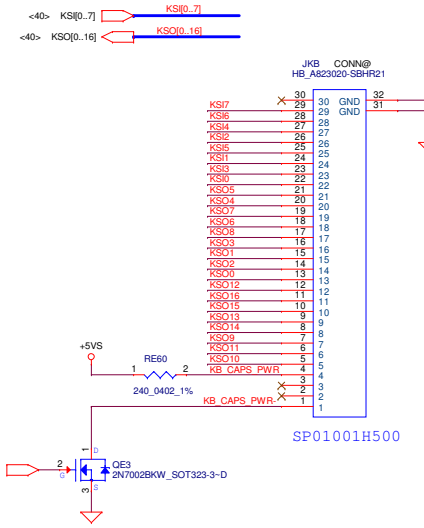 <40> KSI[0..7] KSI[0..7]
<40> KSO[0..16] KSO[0..16]
JKB CONN@
HB_A823020-SBHR21
30 30 GND 32
KSI7 29 29 GND 31
KSI6 28 28
KSI4 27 27
KSI2 26 26
KSI5 25 25
KSI1 24 24
KSI3 23 23
KSI0 22 22
KSO5 21 21
KSO4 20 20
KSO7 19 19
KSO6 18 18
KSO8 17 17
KSO3 16 16
KSO1 15 15
KSO2 14 14
KSO0 13 13
KSO12 12 12
KSO16 11 11
KSO15 10 10
KSO13 9 9
KSO14 8 8
KSO9 7 7
KSO11 6 6
KSO10 5 5
+5VS
1 RE60 2 KB_CAPS_PWR 4 4
3 3
240_0402_1% 2 2
KB_CAPS_PWR- 1 1
SP01001H500
1 D
2 G QE3
2N7002BKW_SOT323-3~D
3 S